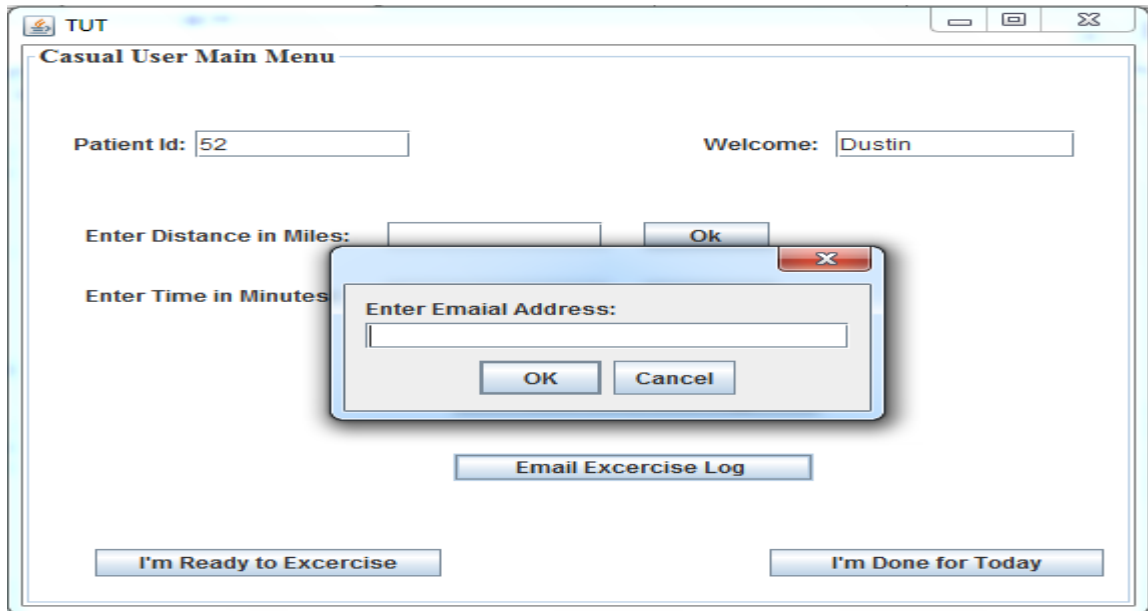 TUT
Casual User Main Menu
Patient Id: 52 Welcome: Dustin
Enter Distance in Miles: Ok
Enter Time in Minutes
Enter Emaial Address:
OK Cancel
Email Excercise Log
I'm Ready to Excercise I'm Done for Today